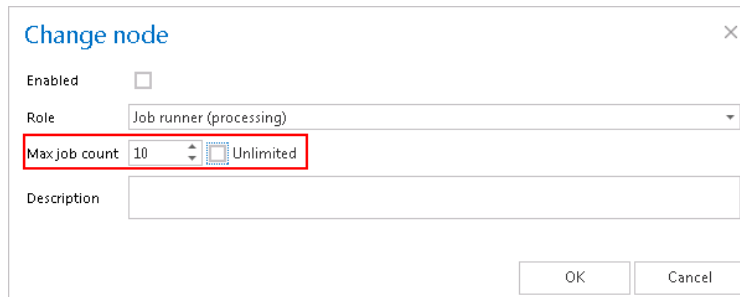 Change node
Enabled
Role Job runner (processing)
Max job count 10 Unlimited
Description
OK Cancel